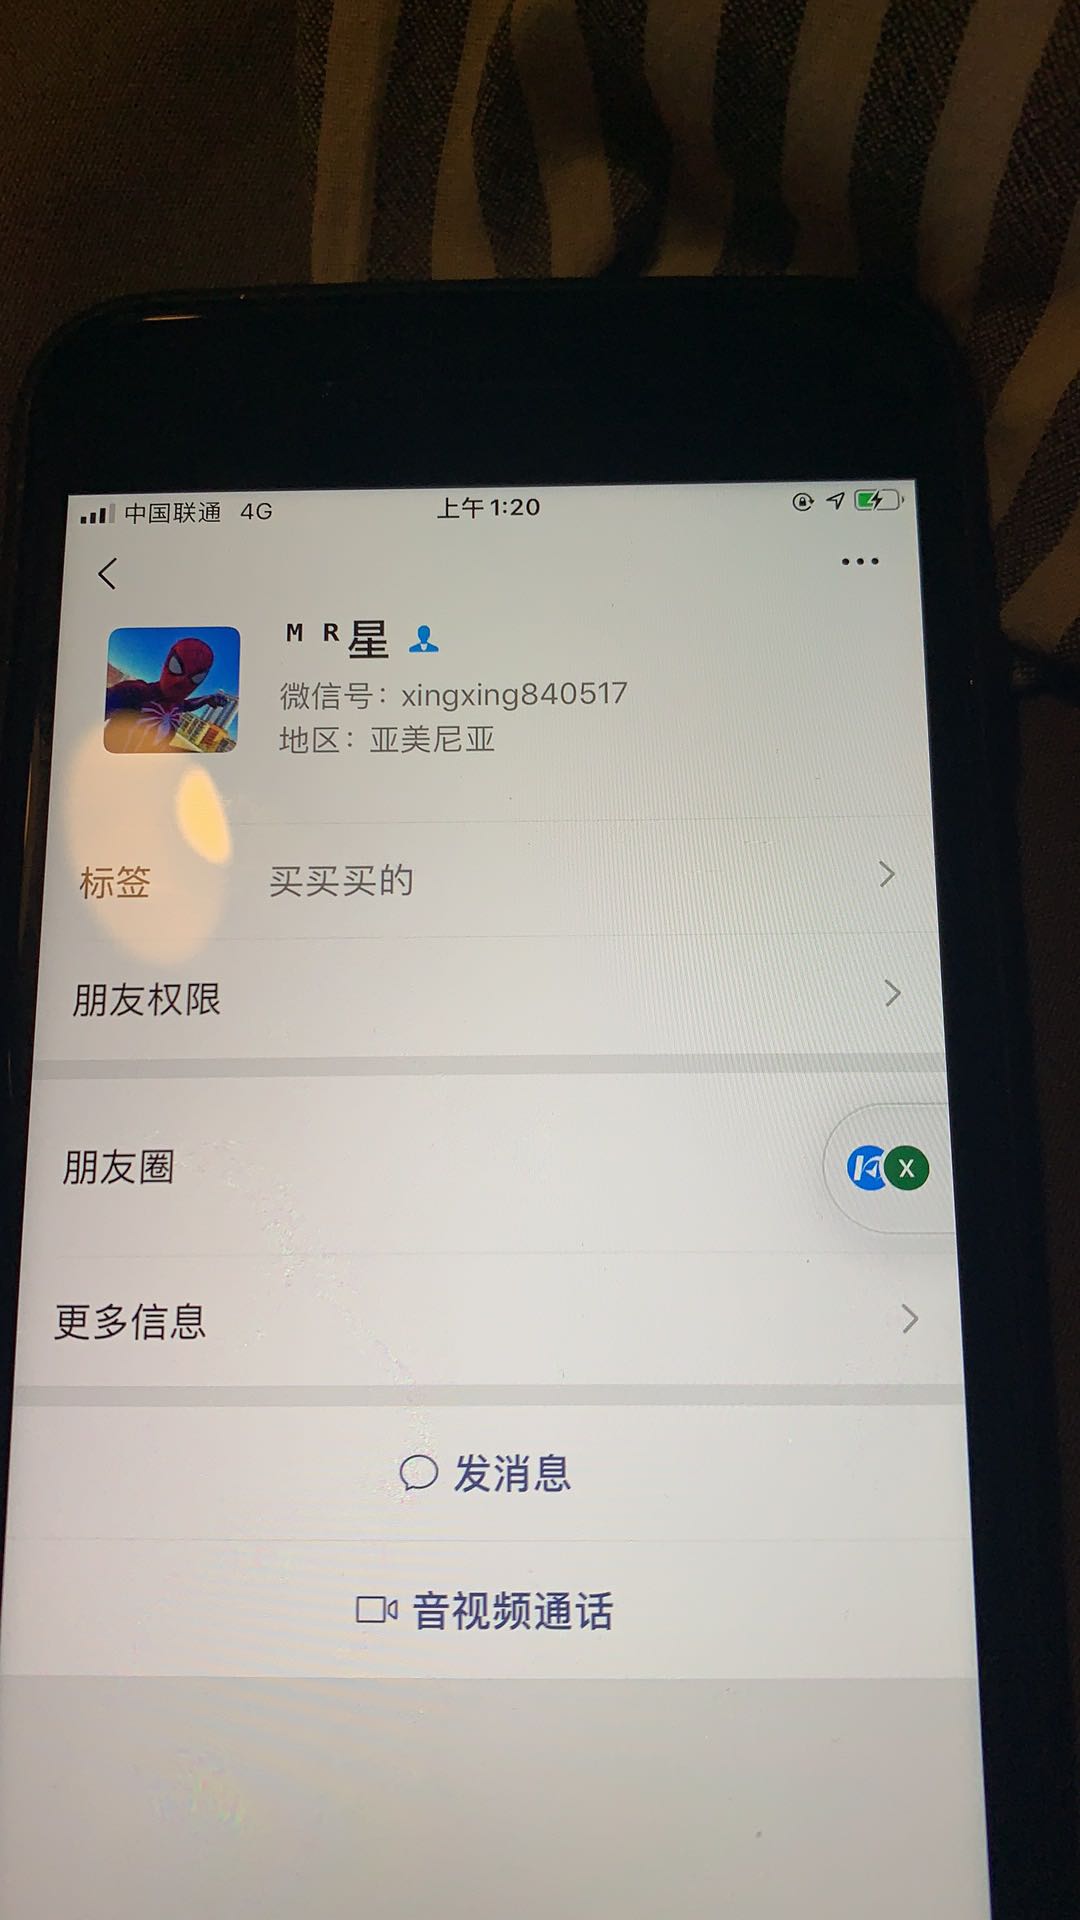 中国联通 4G 上午1:20
ᴹ ᴿ星
微信号：xingxing840517
地区：亚美尼亚
标签 买买买的
朋友权限
朋友圈
X
更多信息
发消息
音视频通话